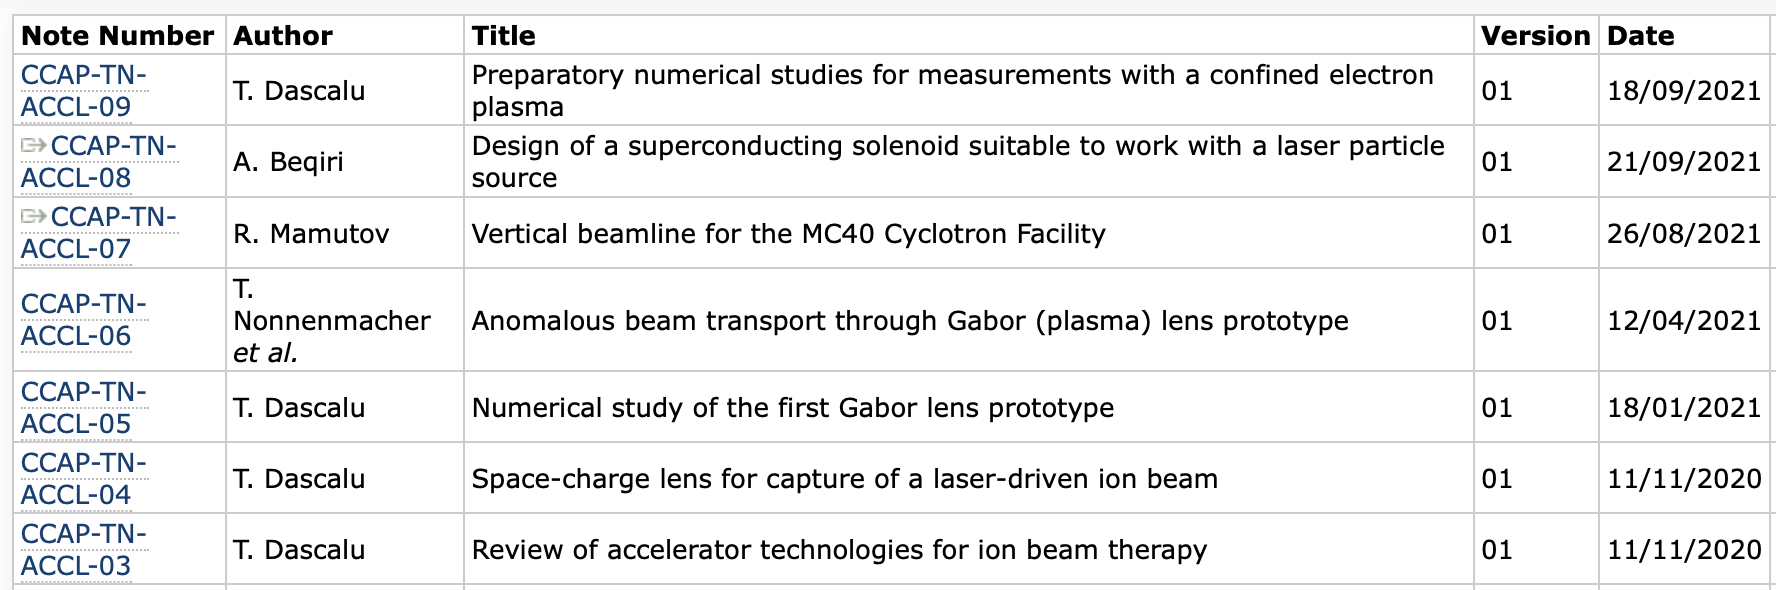 Note Number Author Title Version Date
CCAP-TN-
ACCL-09
T. Dascalu
Preparatory numerical studies for measurements with a confined electron
plasma
01
18/09/2021
CCAP-TN-
ACCL-08
A. Beqiri
Design of a superconducting solenoid suitable to work with a laser particle
source
01
21/09/2021
CCAP-TN-
ACCL-07
R. Mamutov
Vertical beamline for the MC40 Cyclotron Facility
01
26/08/2021
CCAP-TN-
ACCL-06
T.
Nonnenmacher
et al.
Anomalous beam transport through Gabor (plasma) lens prototype
01
12/04/2021
CCAP-TN-
ACCL-05
T. Dascalu
Numerical study of the first Gabor lens prototype
01
18/01/2021
CCAP-TN-
ACCL-04
T. Dascalu
Space-charge lens for capture of a laser-driven ion beam
01
11/11/2020
CCAP-TN-
ACCL-03
T. Dascalu
Review of accelerator technologies for ion beam therapy
01
11/11/2020